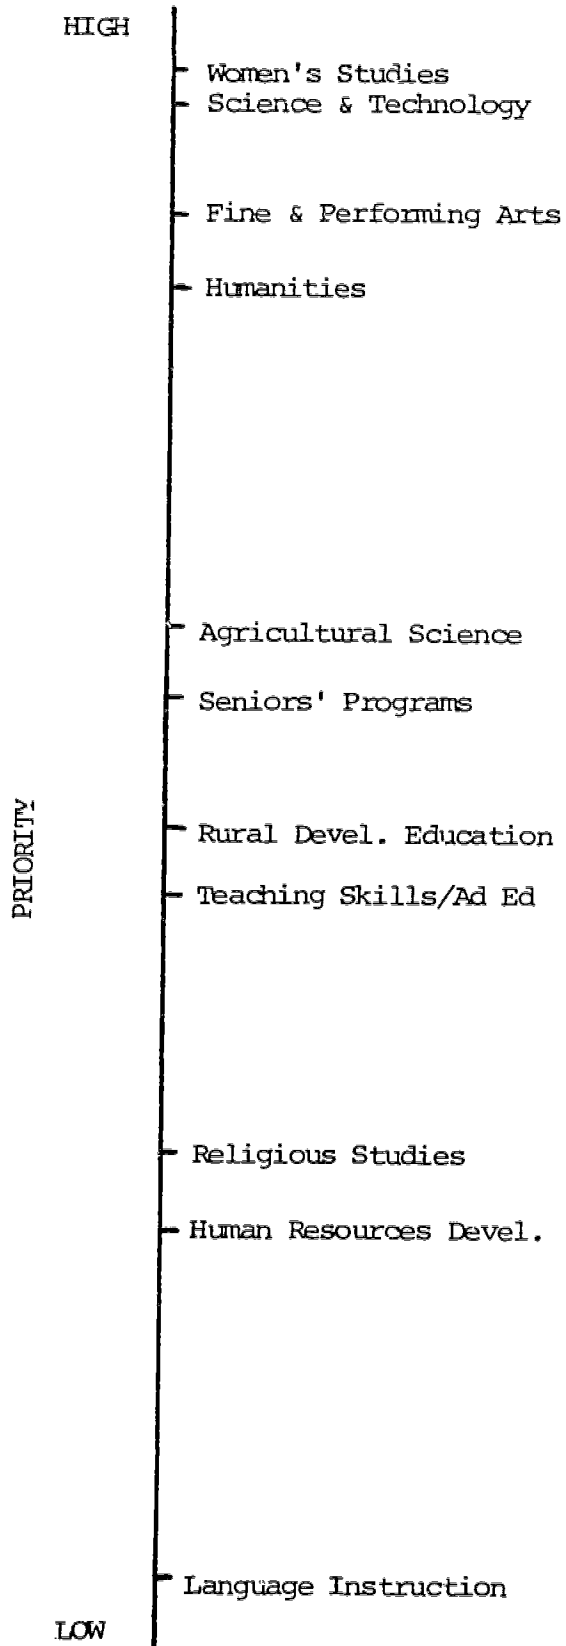 HIGH
Women's Studies
Science & Technology
Fine & Performing Arts
Humanities
Agricultural Science
Seniors' Programs
PRIORITY
Rural Devel. Education
Teaching Skills/Ad Ed
Religious Studies
Human Resources Devel.
Language Instruction
LOW